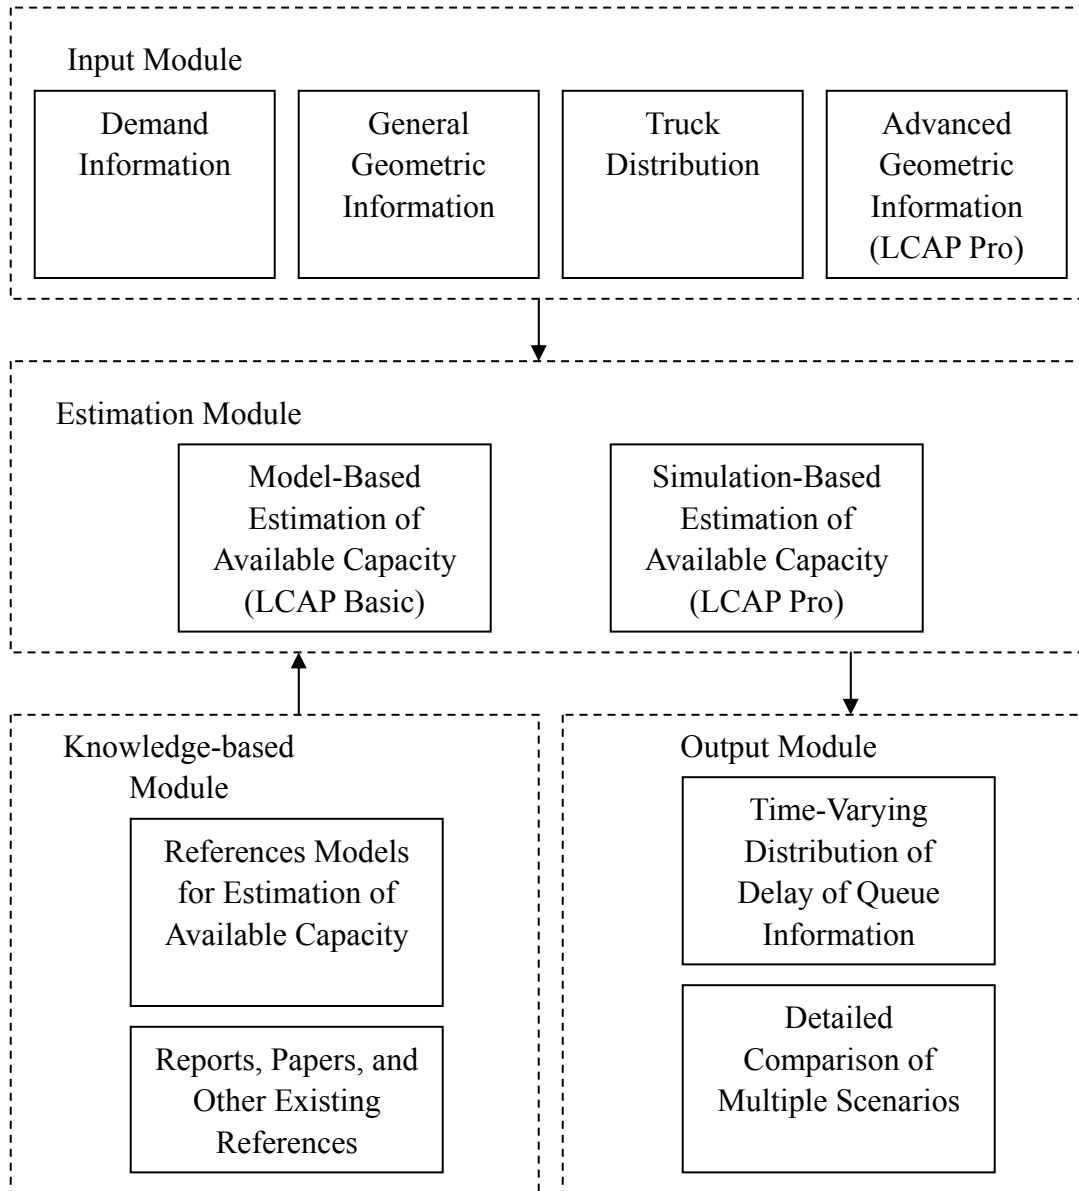 Input Module
Demand
Information
General
Geometric
Information
Truck
Distribution
Advanced
Geometric
Information
(LCAP Pro)
Estimation Module
Model-Based
Estimation of
Available Capacity
(LCAP Basic)
Simulation-Based
Estimation of
Available Capacity
(LCAP Pro)
Knowledge-based
Module
References Models
for Estimation of
Available Capacity
Reports, Papers, and
Other Existing
References
Output Module
Time-Varying
Distribution of
Delay of Queue
Information
Detailed
Comparison of
Multiple Scenarios